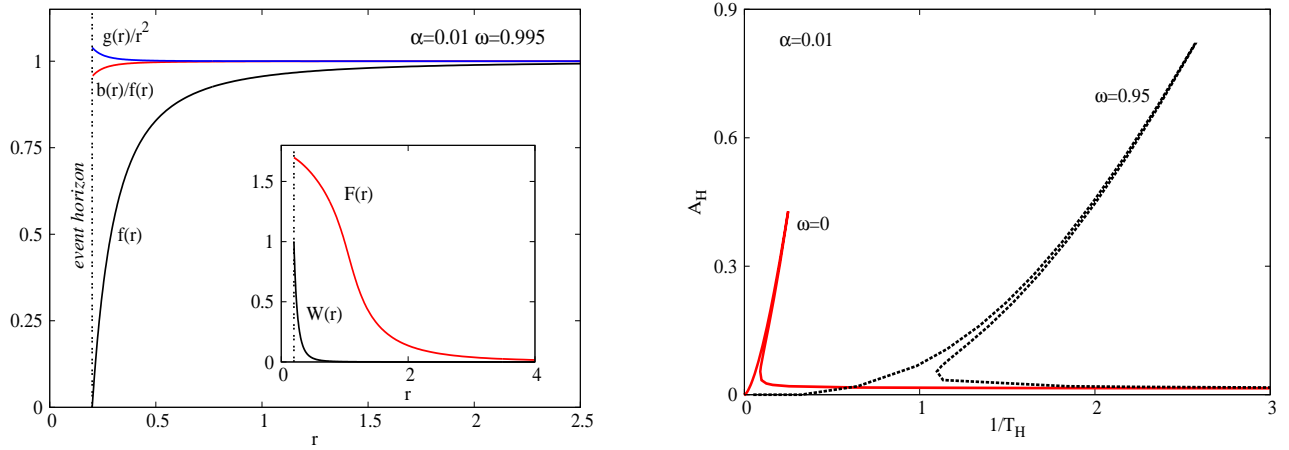 g(r)/r²
α=0.01 ω=0.995
1
b(r)/f(r)
0.75
event horizon
f(r)
0.5
0.25
0
1.5
F(r)
1
W(r)
0.5
0
0 2 4
r
0 0.5 1 1.5 2 2.5
r
0.9
α=0.01
ω=0.95
0.6
A_H
ω=0
0.3
0
0 1 2 3
1/T_H